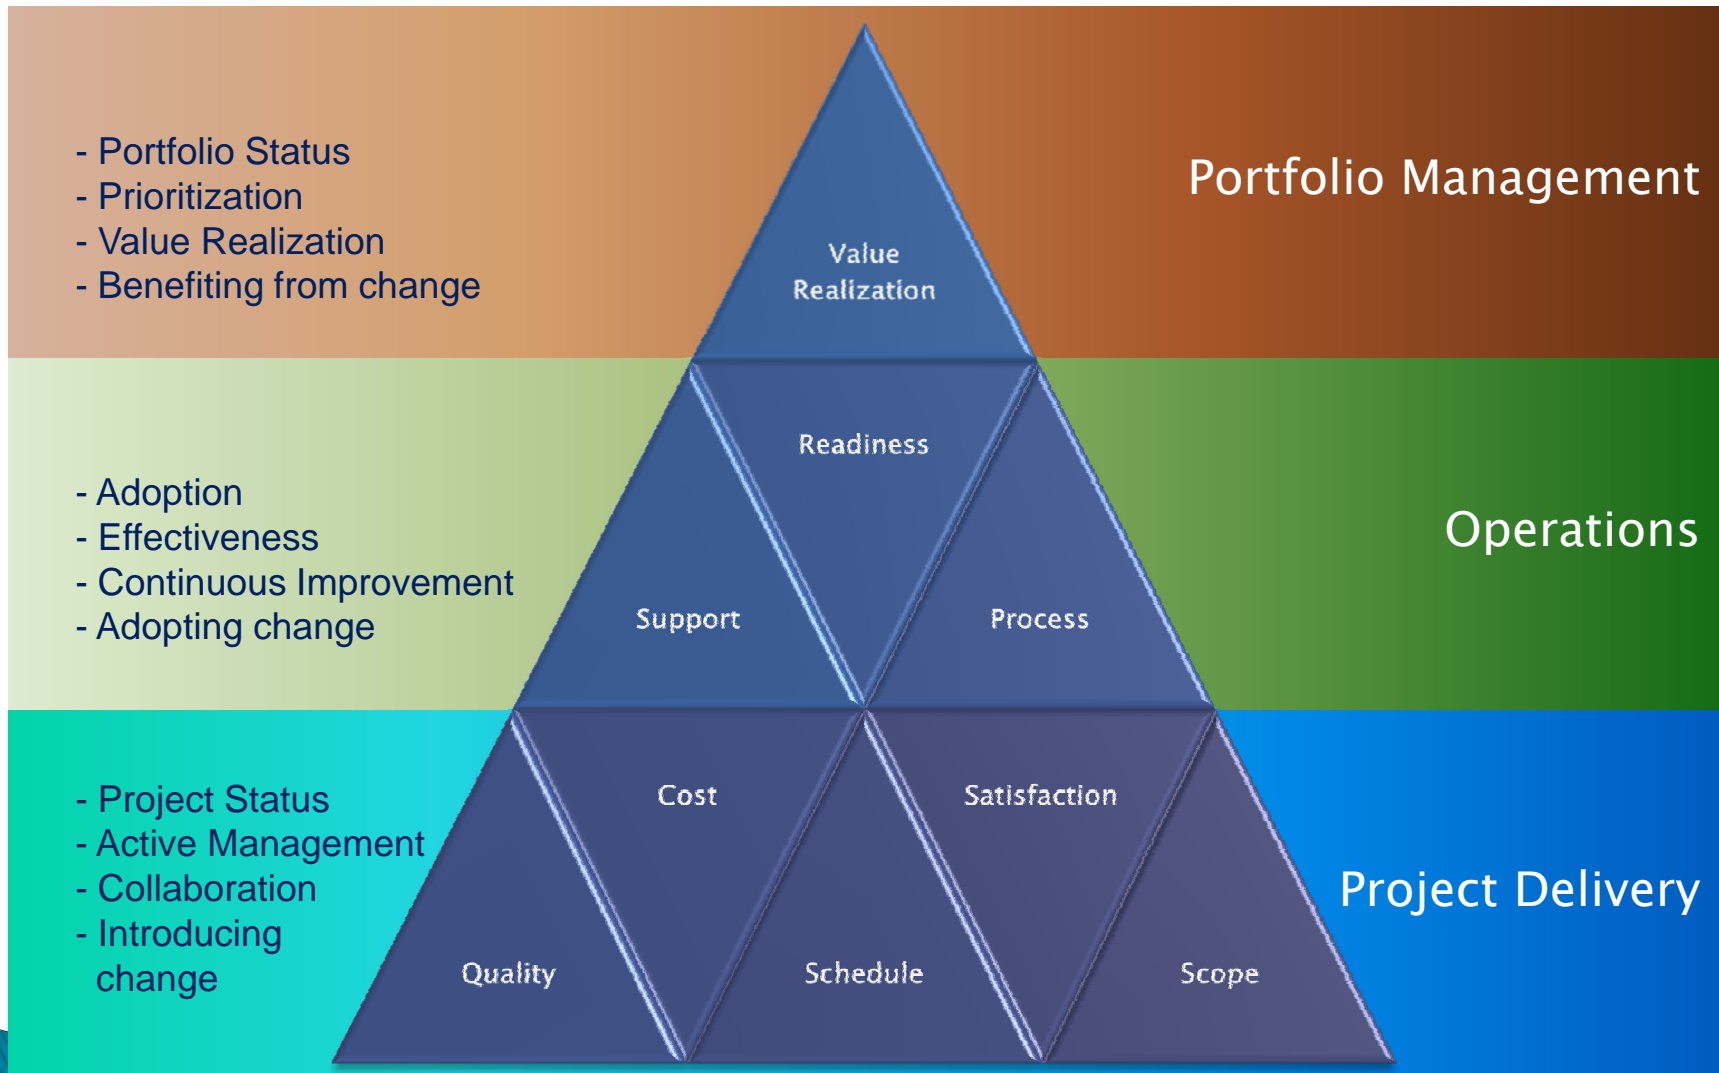 - Portfolio Status
- Prioritization
- Value Realization
- Benefiting from change
Value
Realization
Portfolio Management
- Adoption
- Effectiveness
- Continuous Improvement
- Adopting change
Readiness
Support
Process
Operations
- Project Status
- Active Management
- Collaboration
- Introducing
change
Cost
Satisfaction
Quality
Schedule
Scope
Project Delivery